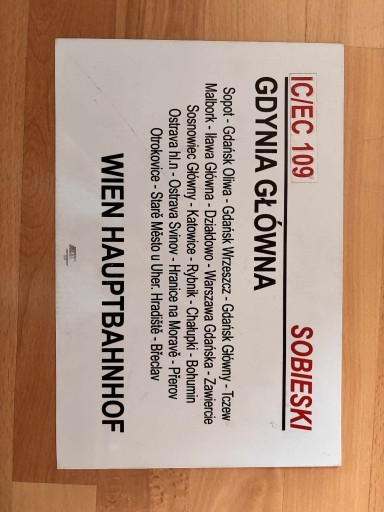 IC/EC 109 SOBIESKI
GDYNIA GŁÓWNA
Sopot - Gdańsk Oliwa - Gdańsk Wrzeszcz - Gdańsk Główny - Tczew
Malbork - Iława Główna - Działdowo - Warszawa Gdańska - Zawiercie
Sosnowiec Główny - Katowice - Rybnik - Chałupki - Bohumin
Ostrava hl.n - Ostrava Svinov - Hranice na Moravě - Přerov
Otrokovice - Staré Město u Uher. Hradiště - Břeclav
WIEN HAUPTBAHNHOF